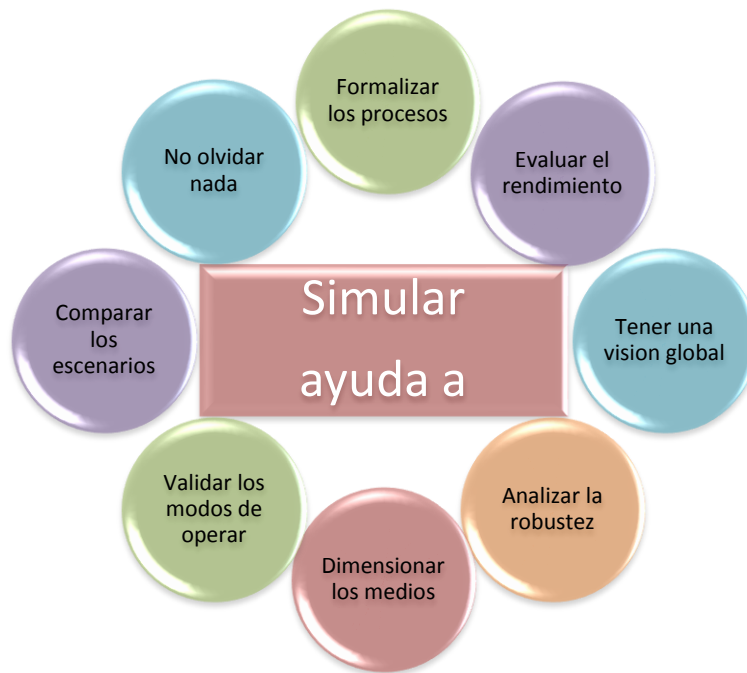 Formalizar
los procesos
Evaluar el
rendimiento
Tener una
vision global
Analizar la
robustez
Dimensionar
los medios
Validar los
modos de
operar
Comparar
los
escenarios
No olvidar
nada
Simular
ayuda a